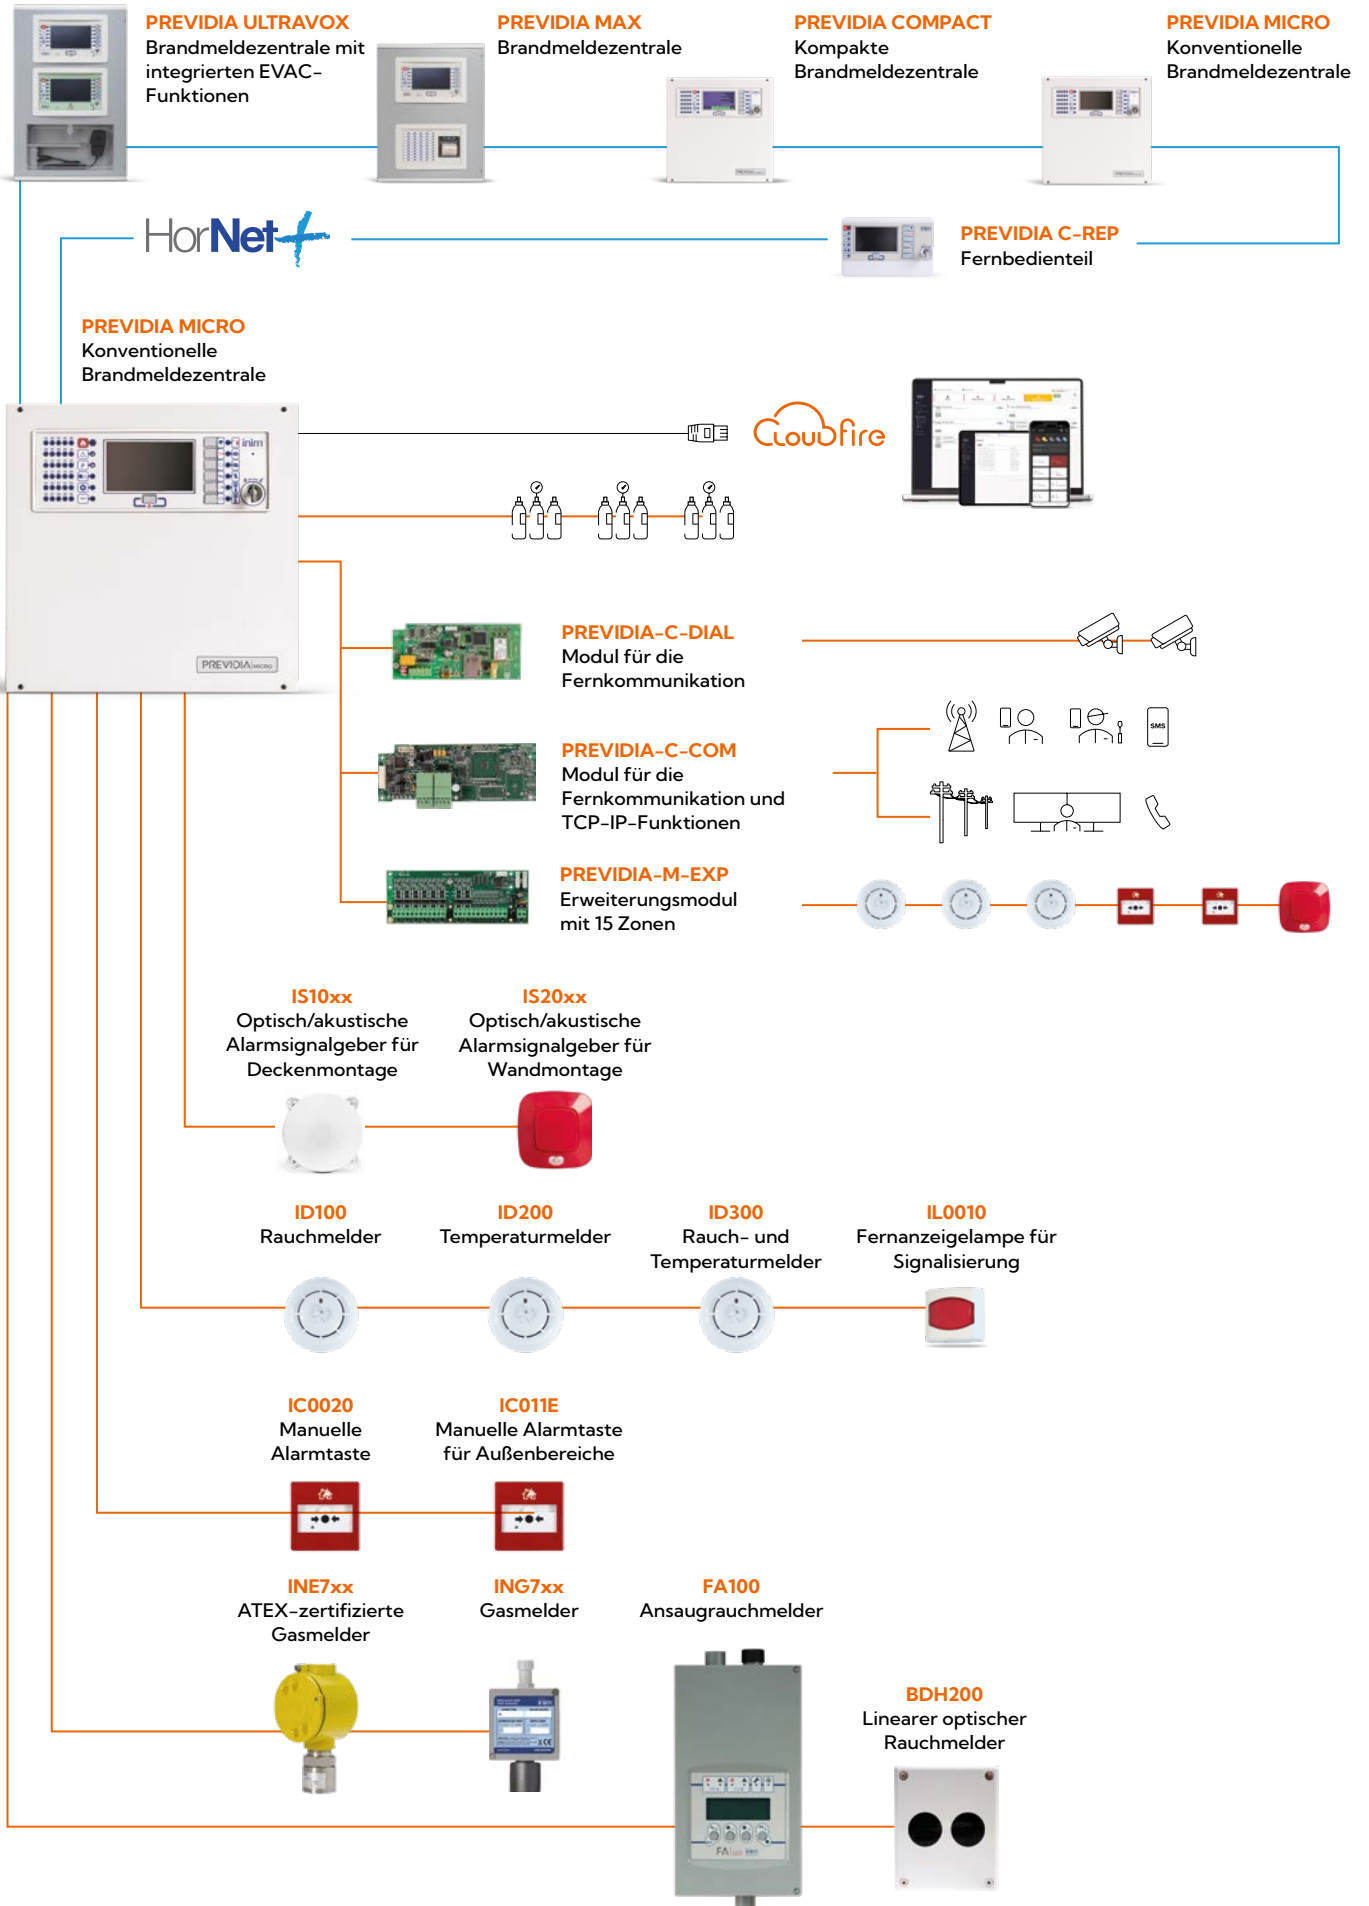 PREVIDIA ULTRAVOX
Brandmeldezentrale mit
integrierten EVAC-
Funktionen
PREVIDIA MAX
Brandmeldezentrale
PREVIDIA COMPACT
Kompakte
Brandmeldezentrale
PREVIDIA MICRO
Konventionelle
Brandmeldezentrale
HorNet+
PREVIDIA C-REP
Fernbedienteil
PREVIDIA MICRO
Konventionelle
Brandmeldezentrale
inim
PREVIDIA MICRO
CLOUDFIRE
PREVIDIA-C-DIAL
Modul für die
Fernkommunikation
PREVIDIA-C-COM
Modul für die
Fernkommunikation und
TCP-IP-Funktionen
SMS
PREVIDIA-M-EXP
Erweiterungsmodul
mit 15 Zonen
IS10xx
Optisch/akustische
Alarmsignalgeber für
Deckenmontage
IS20xx
Optisch/akustische
Alarmsignalgeber für
Wandmontage
ID100
Rauchmelder
ID200
Temperaturmelder
ID300
Rauch- und
Temperaturmelder
IL0010
Fernanzeigelampe für
Signalisierung
IC0020
Manuelle
Alarmtaste
IC011E
Manuelle Alarmtaste
für Außenbereiche
INE7xx
ATEX-zertifizierte
Gasmelder
ING7xx
Gasmelder
FA100
Ansaugrauchmelder
BDH200
Linearer optischer
Rauchmelder